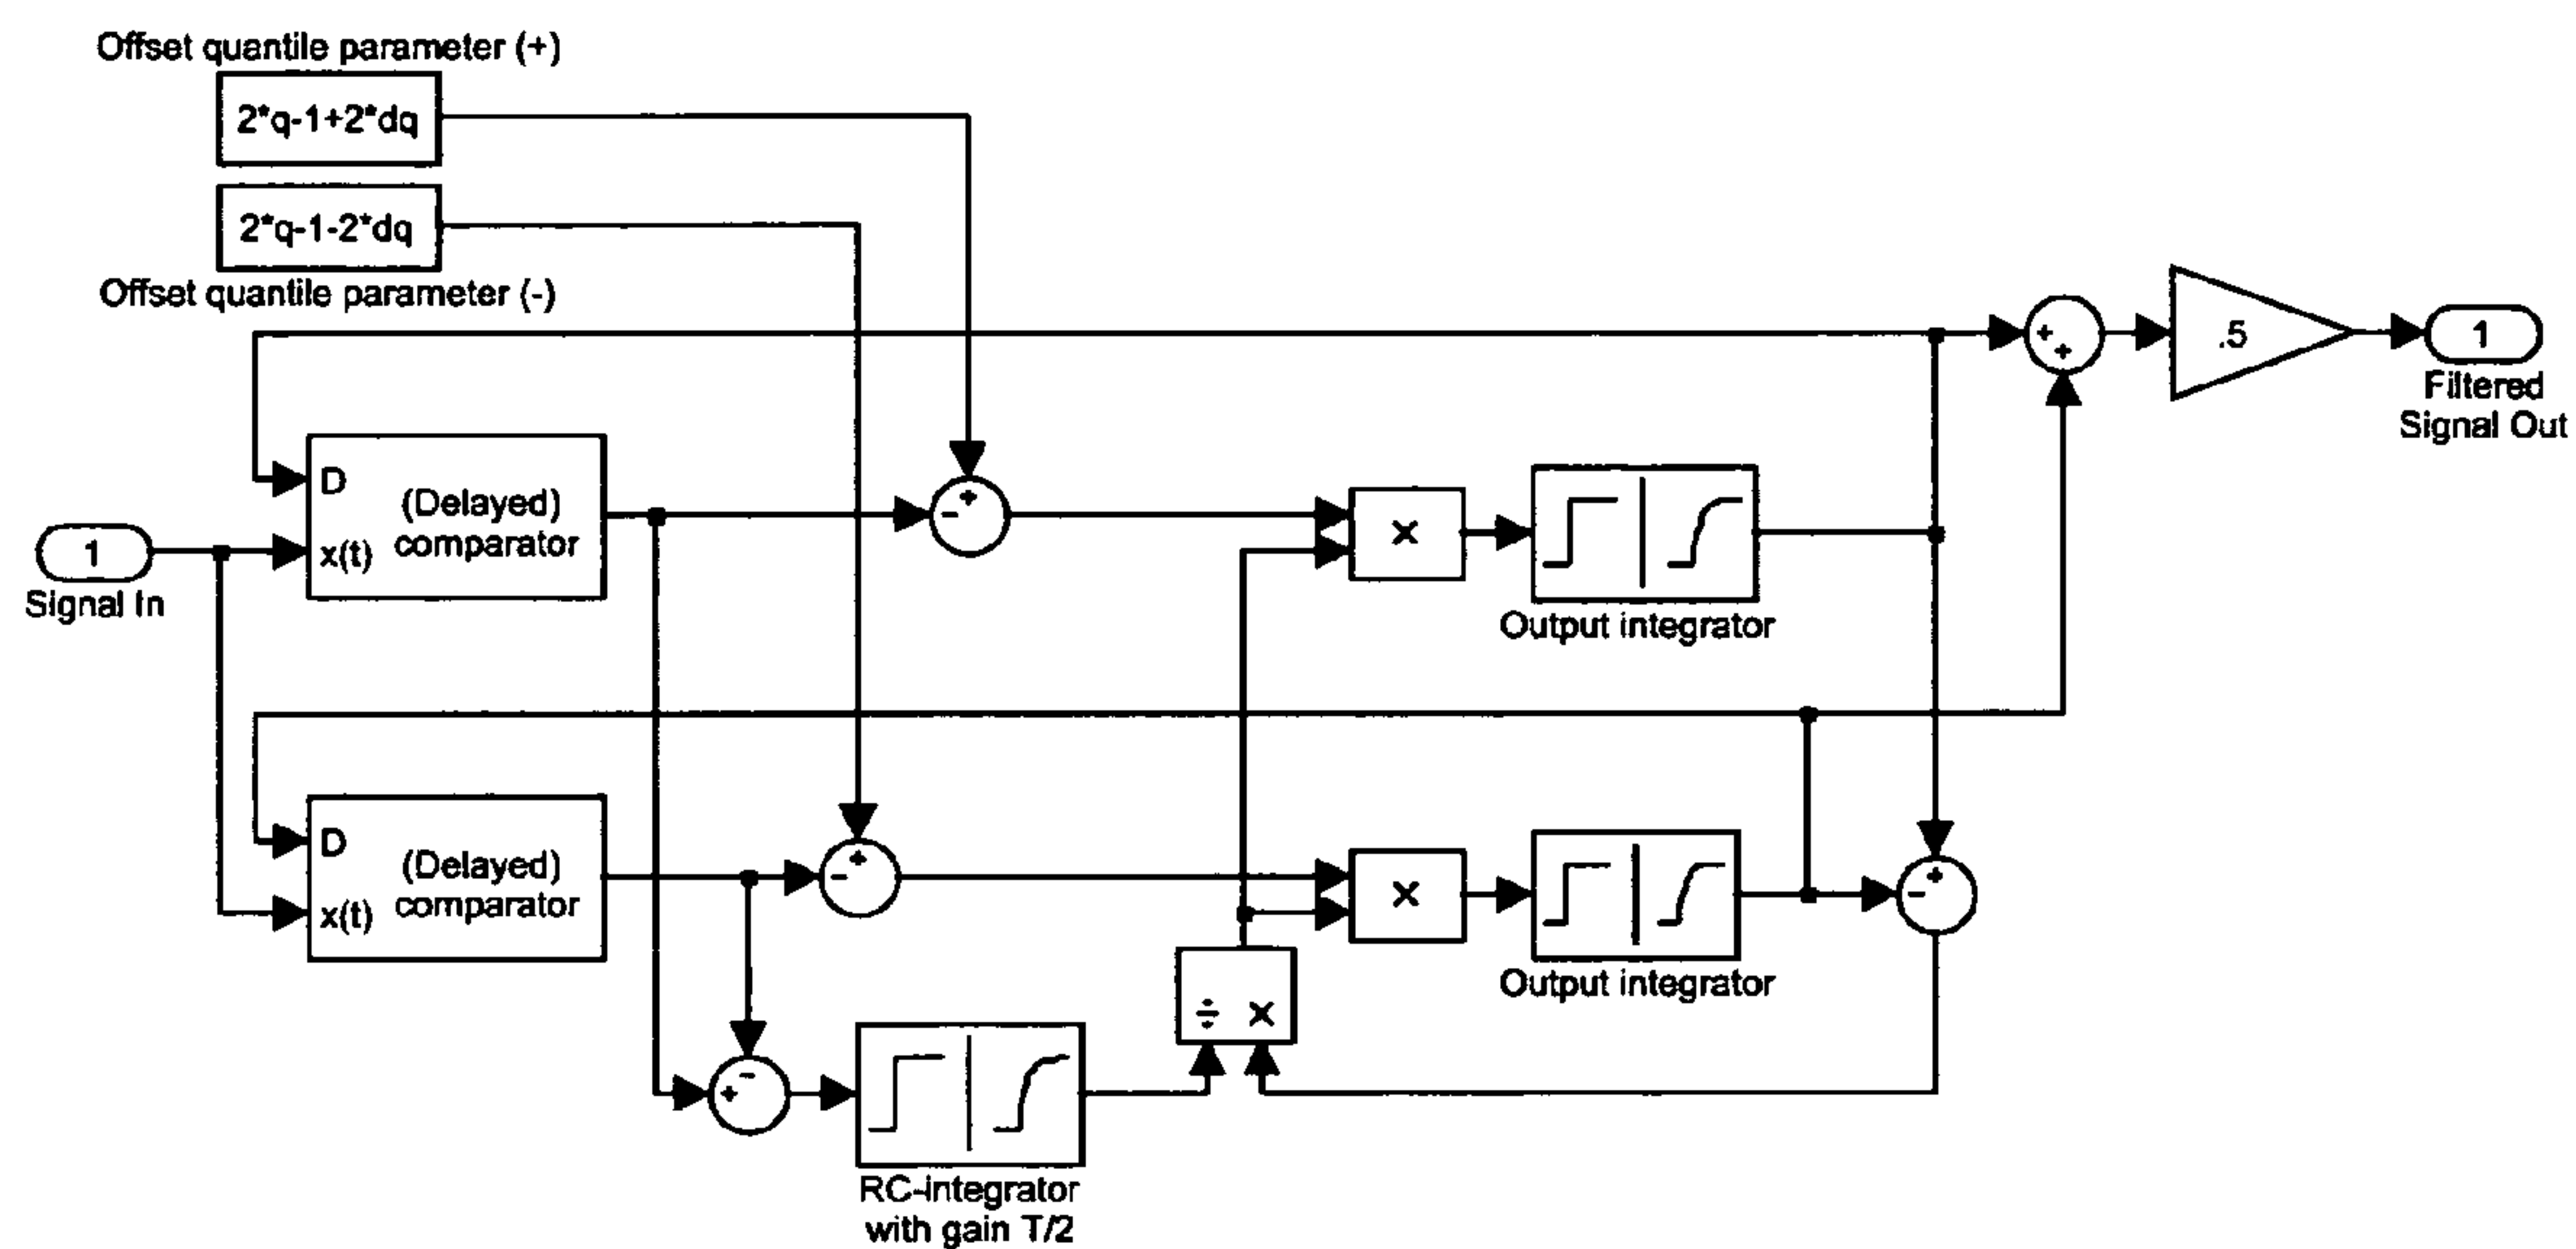 Offset quantile parameter (+)
2*q-1+2*dq
2*q-1-2*dq
Offset quantile parameter (-)
+
+
.5
1
Filtered
Signal Out
D
(Delayed)
comparator
x(t)
1
Signal In
-
+
×
Output integrator
D
(Delayed)
comparator
x(t)
-
+
×
Output integrator
-
+
÷ ×
+
-
RC-integrator
with gain T/2